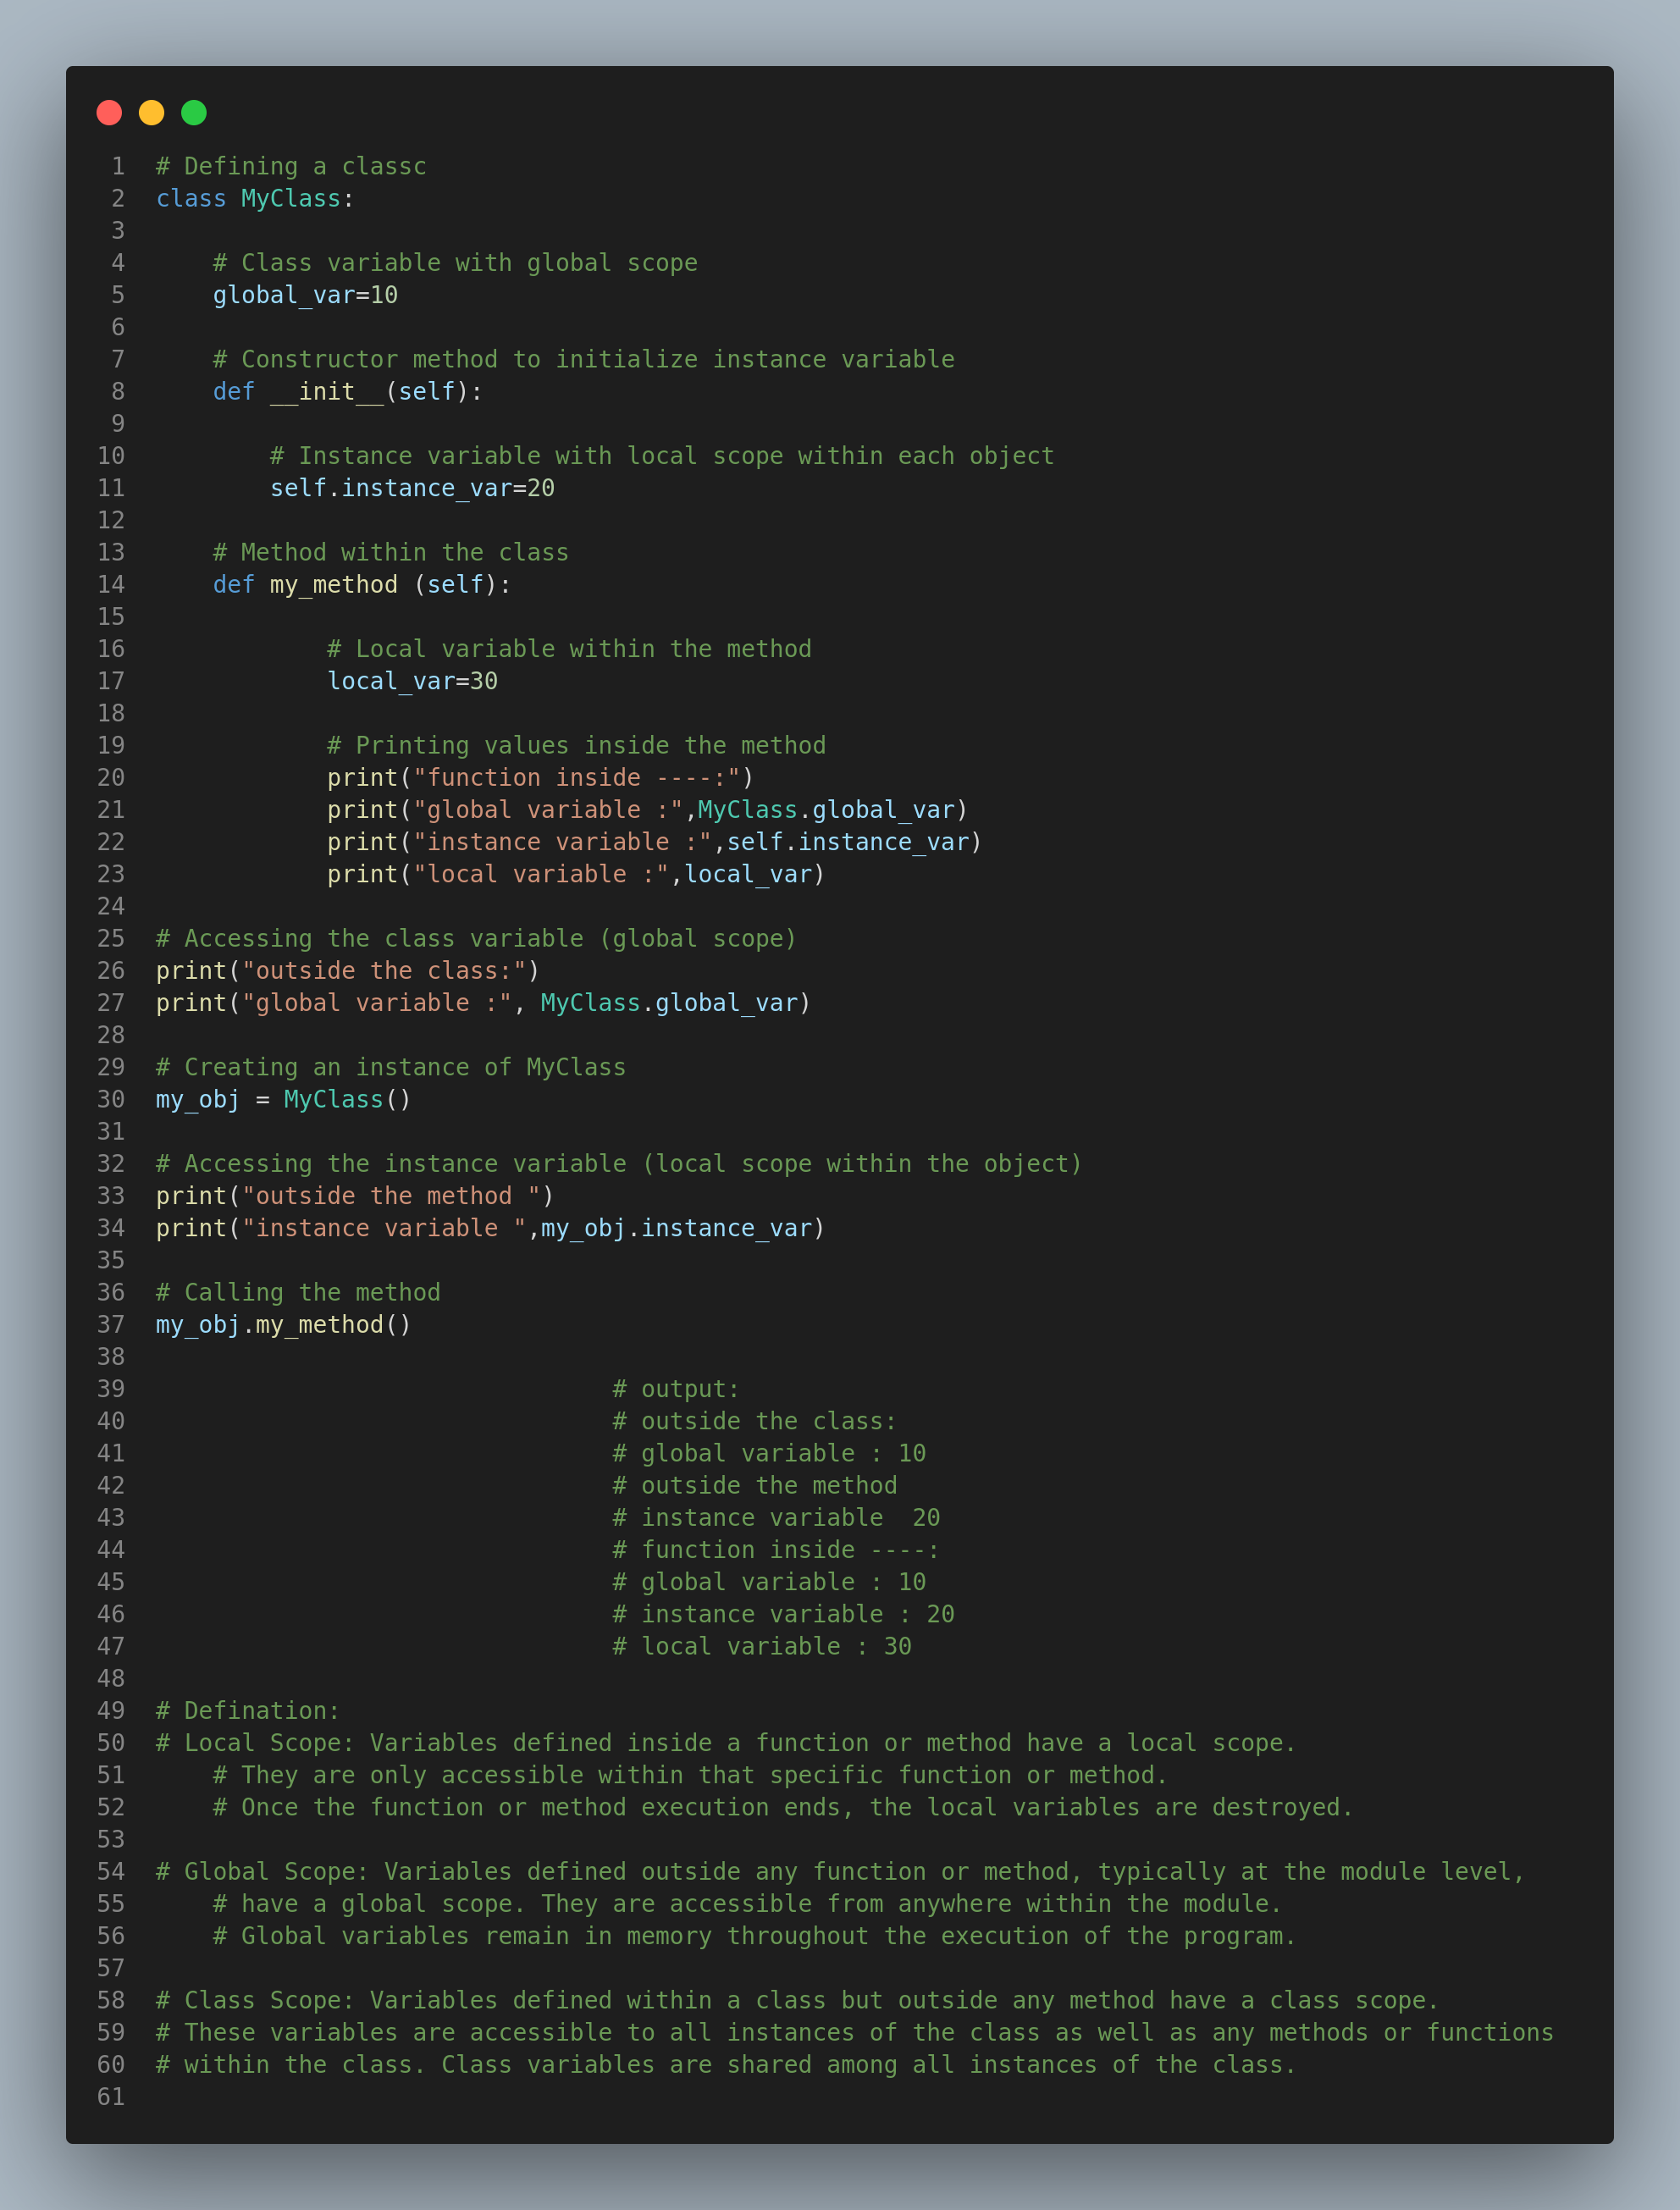 1 # Defining a classc
2 class MyClass:
3
4     # Class variable with global scope
5     global_var=10
6
7     # Constructor method to initialize instance variable
8     def __init__(self):
9
10         # Instance variable with local scope within each object
11         self.instance_var=20
12
13     # Method within the class
14     def my_method (self):
15
16             # Local variable within the method
17             local_var=30
18
19             # Printing values inside the method
20             print("function inside ----:")
21             print("global variable :",MyClass.global_var)
22             print("instance variable :",self.instance_var)
23             print("local variable :",local_var)
24
25 # Accessing the class variable (global scope)
26 print("outside the class:")
27 print("global variable :", MyClass.global_var)
28
29 # Creating an instance of MyClass
30 my_obj = MyClass()
31
32 # Accessing the instance variable (local scope within the object)
33 print("outside the method ")
34 print("instance variable ",my_obj.instance_var)
35
36 # Calling the method
37 my_obj.my_method()
38
39                                 # output:
40                                 # outside the class:
41                                 # global variable : 10
42                                 # outside the method
43                                 # instance variable  20
44                                 # function inside ----:
45                                 # global variable : 10
46                                 # instance variable : 20
47                                 # local variable : 30
48
49 # Defination:
50 # Local Scope: Variables defined inside a function or method have a local scope.
51     # They are only accessible within that specific function or method.
52     # Once the function or method execution ends, the local variables are destroyed.
53
54 # Global Scope: Variables defined outside any function or method, typically at the module level,
55     # have a global scope. They are accessible from anywhere within the module.
56     # Global variables remain in memory throughout the execution of the program.
57
58 # Class Scope: Variables defined within a class but outside any method have a class scope.
59 # These variables are accessible to all instances of the class as well as any methods or functions
60 # within the class. Class variables are shared among all instances of the class.
61